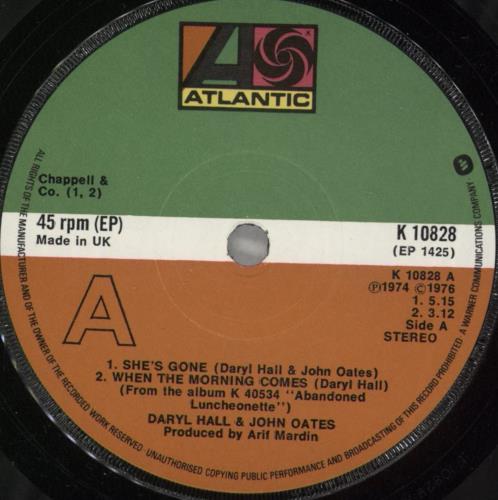 ATLANTIC
Chappell &
Co. (1, 2)
45 rpm (EP)
Made in UK
K 10828
(EP 1425)
K 10828 A
Ⓟ1974 ©1976
1. 5.15
2. 3.12
Side A
STEREO
A
1. SHE'S GONE (Daryl Hall & John Oates)
2. WHEN THE MORNING COMES (Daryl Hall)
(From the album K 40534 "Abandoned
Luncheonette")
DARYL HALL & JOHN OATES
Produced by Arif Mardin
ALL RIGHTS OF THE MANUFACTURER AND OF THE OWNER OF THE RECORDED WORK RESERVED UNAUTHORISED COPYING PUBLIC PERFORMANCE AND BROADCASTING OF THIS RECORD PROHIBITED A WARNER COMMUNICATIONS COMPANY